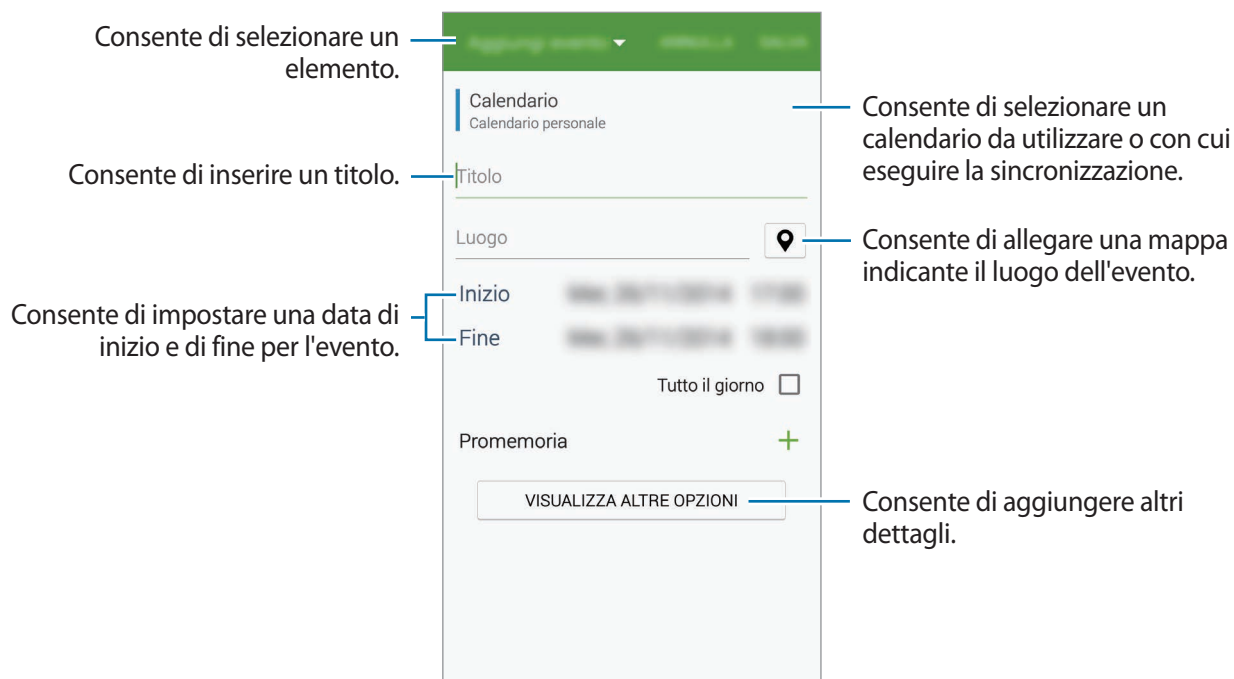 Consente di selezionare un
elemento.
Calendario
Calendario personale
Consente di selezionare un
calendario da utilizzare o con cui
eseguire la sincronizzazione.
Consente di inserire un titolo.
Titolo
Luogo
Consente di allegare una mappa
indicante il luogo dell'evento.
Consente di impostare una data di
inizio e di fine per l'evento.
Inizio
Fine
Tutto il giorno
Promemoria
VISUALIZZA ALTRE OPZIONI
Consente di aggiungere altri
dettagli.